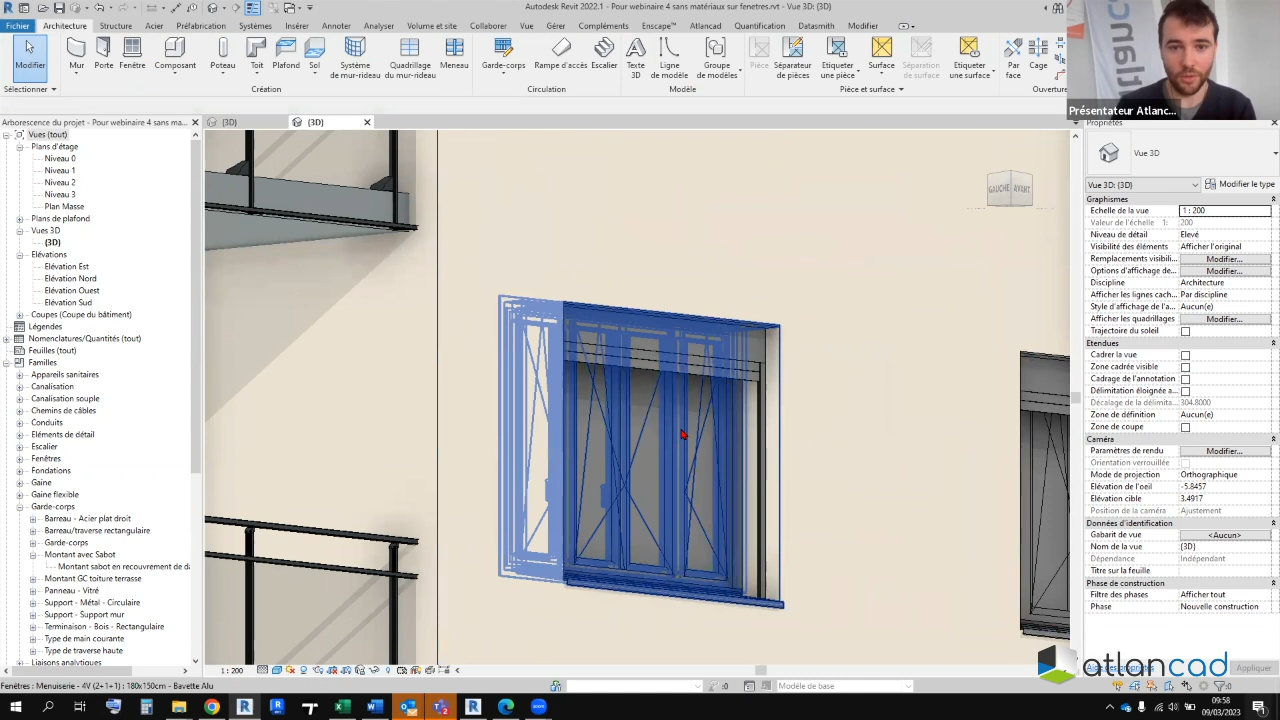 Autodesk Revit 2022.1 - Pour webinaire 4 sans matériaux sur fenetres.rvt - Vue 3D: {3D}
Fichier Architecture Structure Acier Préfabrication Systèmes Insérer Annoter Analyser Volume et site Collaborer Vue Gérer Compléments Enscape™ Atlantis Quantification Datasmith Modifier
Modifier Mur Porte Fenêtre Composant Poteau Toit Plafond Sol Système de mur-rideau Quadrillage de mur-rideau Meneau Garde-corps Rampe d'accès Escalier Texte 3D Ligne de modèle Groupe de modèles Pièce Séparateur de pièces Etiqueter une pièce Surface Séparation de surface Etiqueter une surface Par face Cage Mur
Sélectionner Création Circulation Modèle Pièce et surface Ouverture
Présentateur Atlanc...
Arborescence du projet - Pour webinaire 4 sans mat...
{3D} {3D}
Vues (tout)
Plans d'étage
Niveau 0
Niveau 1
Niveau 2
Niveau 3
Plan Masse
Plans de plafond
Vues 3D
{3D}
Elévations
Elévation Est
Elévation Nord
Elévation Ouest
Elévation Sud
Coupes (Coupe du bâtiment)
Légendes
Nomenclatures/Quantités (tout)
Feuilles (tout)
Familles
Appareils sanitaires
Canalisation
Canalisation souple
Chemins de câbles
Conduits
Eléments de détail
Escalier
Fenêtres
Fondations
Gaine
Gaine flexible
Garde-corps
Barreau - Acier plat droit
Barreau/traverse rectangulaire
Garde-corps
Montant avec Sabot
Montant sabot en recouvrement de da
Montant GC toiture terrasse
Panneau - Vitré
Support - Métal - Circulaire
Support - Support mur
Terminaison - Bois - Rectangulaire
Type de main courante
Type de traverse haute
Liaisons analytiques
GAUCHE AVANT
Propriétés
Vue 3D
Vue 3D: {3D} Modifier le type
Graphismes
Echelle de la vue 1 : 200
Valeur de l'échelle 1: 200
Niveau de détail Elevé
Visibilité des éléments Afficher l'original
Remplacements visibili... Modifier...
Options d'affichage de... Modifier...
Discipline Architecture
Afficher les lignes cach... Par discipline
Style d'affichage de l'a... Aucun(e)
Afficher les quadrillages Modifier...
Trajectoire du soleil
Etendues
Cadrer la vue
Zone cadrée visible
Cadrage de l'annotation
Délimitation éloignée a...
Décalage de la délimita... 304.8000
Zone de définition Aucun(e)
Zone de coupe
Caméra
Paramètres de rendu Modifier...
Orientation verrouillée
Mode de projection Orthographique
Elévation de l'oeil -5.8457
Elévation cible 3.4917
Position de la caméra Ajustement
Données d'identification
Gabarit de vue <Aucun>
Nom de la vue {3D}
Dépendance Indépendant
Titre sur la feuille
Phase de construction
Filtre des phases Afficher tout
Phase Nouvelle construction
Aide des propriétés Appliquer
atlancad
1 : 200
Fenêtres : Menuiserie - 4V (2+1+1) : 180x150cm - Bavette Alu :0 Modèle de base :0
09:58
09/03/2023